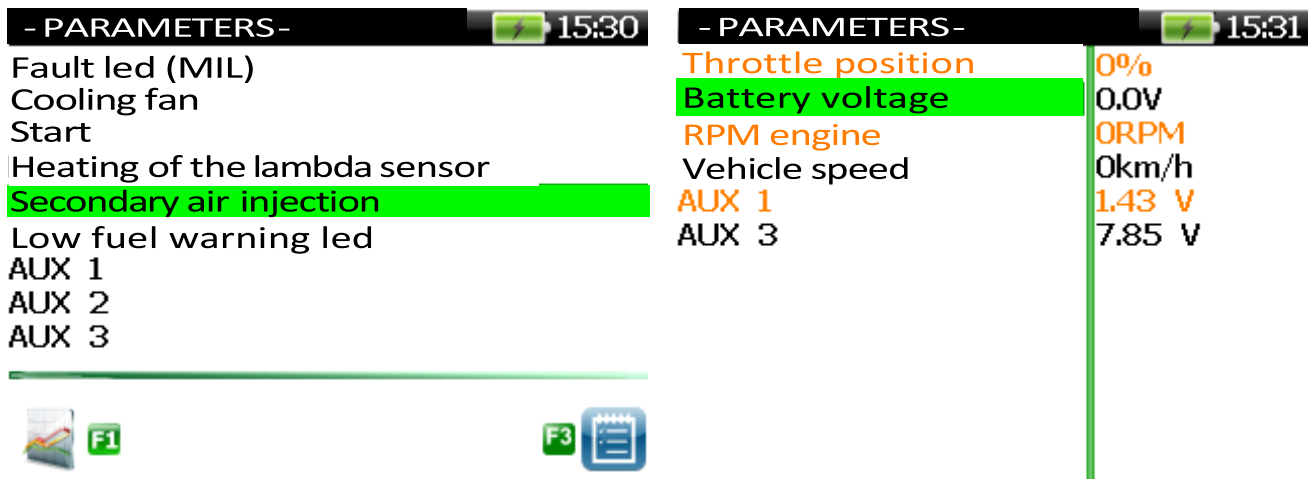 - PARAMETERS-
15:30
Fault led (MIL)
Cooling fan
Start
Heating of the lambda sensor
Secondary air injection
Low fuel warning led
AUX 1
AUX 2
AUX 3
F1
F3
- PARAMETERS-
15:31
Throttle position 0%
Battery voltage 0.0V
RPM engine 0RPM
Vehicle speed 0km/h
AUX 1 1.43 V
AUX 3 7.85 V